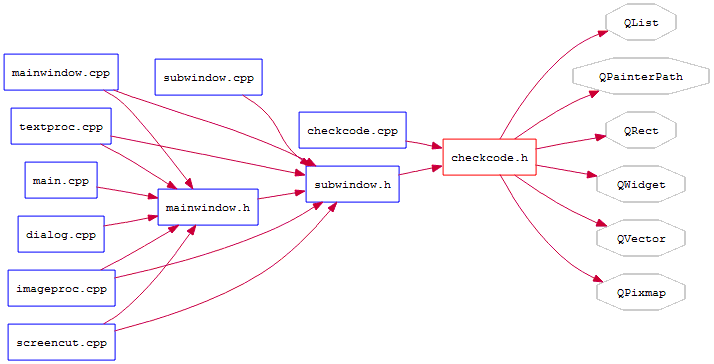 mainwindow.cpp
textproc.cpp
main.cpp
dialog.cpp
imageproc.cpp
screencut.cpp
subwindow.cpp
mainwindow.h
checkcode.cpp
subwindow.h
checkcode.h
QList
QPainterPath
QRect
QWidget
QVector
QPixmap